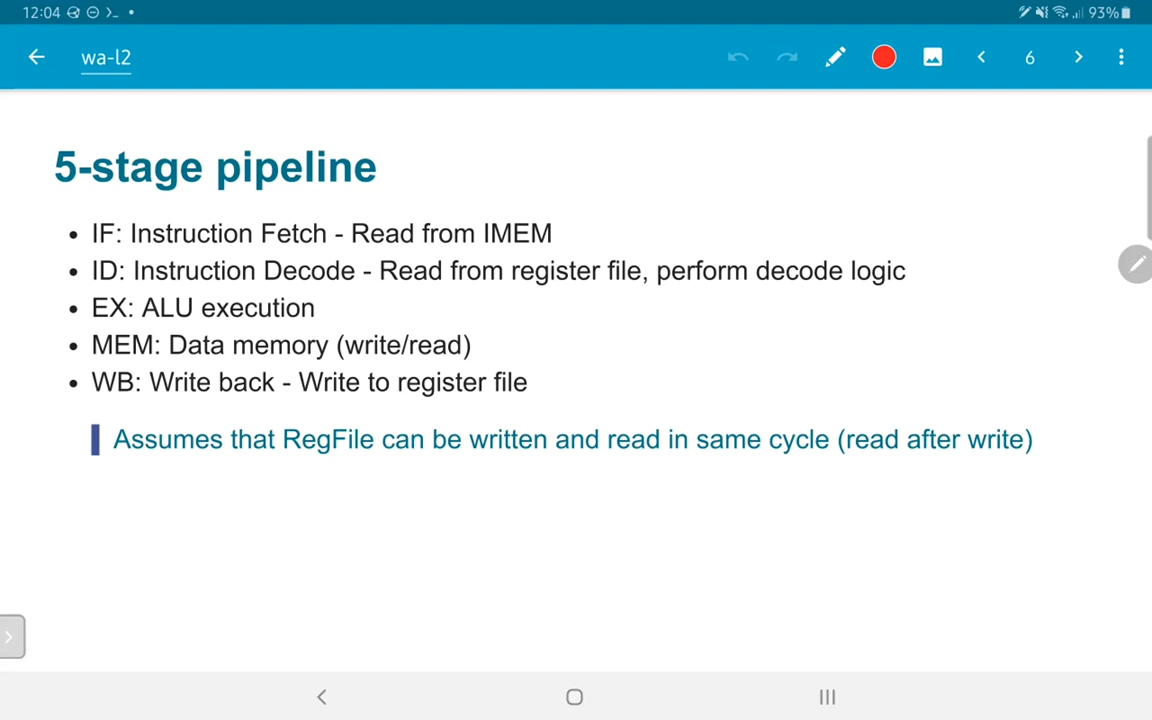 12:04 93%
wa-l2 6
5-stage pipeline
• IF: Instruction Fetch - Read from IMEM
• ID: Instruction Decode - Read from register file, perform decode logic
• EX: ALU execution
• MEM: Data memory (write/read)
• WB: Write back - Write to register file
Assumes that RegFile can be written and read in same cycle (read after write)